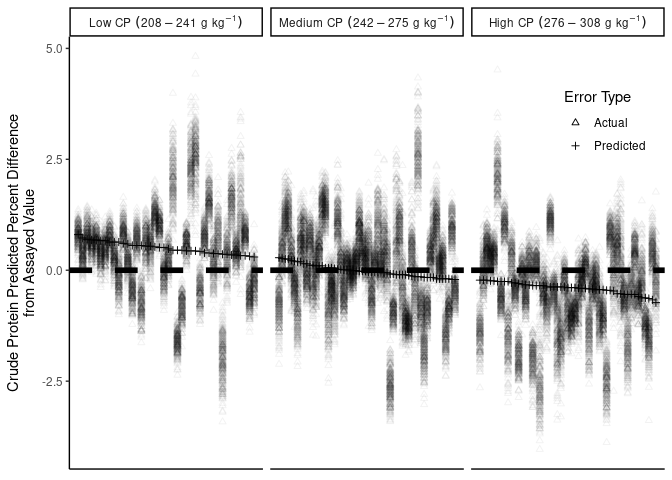 Low CP (208 – 241 g kg⁻¹)
Medium CP (242 – 275 g kg⁻¹)
High CP (276 – 308 g kg⁻¹)
Crude Protein Predicted Percent Difference
from Assayed Value
5.0
2.5
0.0
-2.5
Error Type
Actual
Predicted